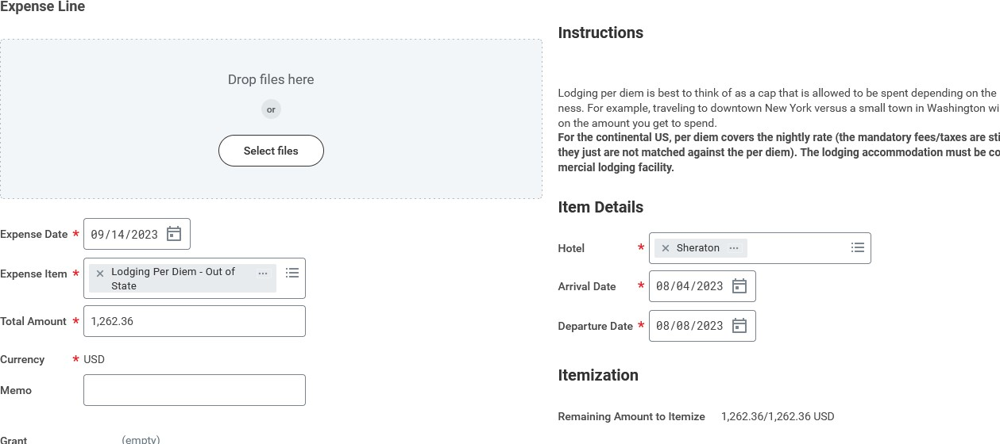 Expense Line
Drop files here
or
Select files
Expense Date * 09/14/2023
Expense Item * Lodging Per Diem - Out of
State
Total Amount * 1,262.36
Currency * USD
Memo
Grant (empty)
Instructions
Lodging per diem is best to think of as a cap that is allowed to be spent depending on the
ness. For example, traveling to downtown New York versus a small town in Washington wi
on the amount you get to spend.
For the continental US, per diem covers the nightly rate (the mandatory fees/taxes are sti
they just are not matched against the per diem). The lodging accommodation must be co
mercial lodging facility.
Item Details
Hotel * Sheraton
Arrival Date * 08/04/2023
Departure Date * 08/08/2023
Itemization
Remaining Amount to Itemize 1,262.36/1,262.36 USD